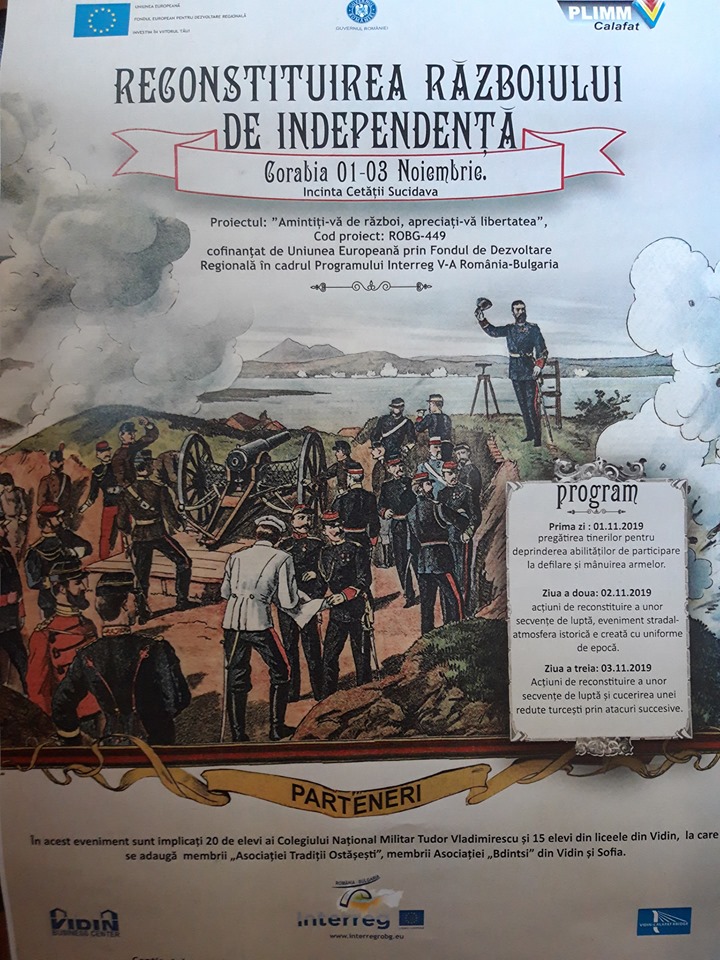 UNIUNEA EUROPEANĂ
FONDUL EUROPEAN PENTRU DEZVOLTARE REGIONALĂ
INVESTIȚIA ÎN VIITORUL TĂU!
GUVERNUL ROMÂNIEI
PLIMM
Calafat
RECONSTITUIREA RĂZBOIULUI
DE INDEPENDENȚĂ
Corabia 01-03 Noiembrie.
Incinta Cetății Sucidava
Proiectul: "Amintiți-vă de război, apreciați-vă libertatea",
Cod proiect: ROBG-449
cofinanțat de Uniunea Europeană prin Fondul de Dezvoltare
Regională în cadrul Programului Interreg V-A România-Bulgaria
program
Prima zi : 01.11.2019
pregătirea tinerilor pentru
deprinderea abilităților de participare
la defilare și mânuirea armelor.
Ziua a doua: 02.11.2019
acțiuni de reconstituire a unor
secvențe de luptă, eveniment stradal-
atmosfera istorică e creată cu uniforme
de epocă.
Ziua a treia: 03.11.2019
Acțiuni de reconstituire a unor
secvențe de luptă și cucerirea unei
redute turcești prin atacuri succesive.
PARTENERI
În acest eveniment sunt implicați 20 de elevi ai Colegiului Național Militar Tudor Vladimirescu și 15 elevi din liceele din Vidin, la care
se adaugă membrii „Asociației Tradiții Ostășești”, membrii Asociației „Bdintsi” din Vidin și Sofia.
VIDIN
BUSINESS CENTER
ROMÂNIA-BULGARIA
Interreg
www.interregrobg.eu
VIDIN-CALAFAT BRIDGE